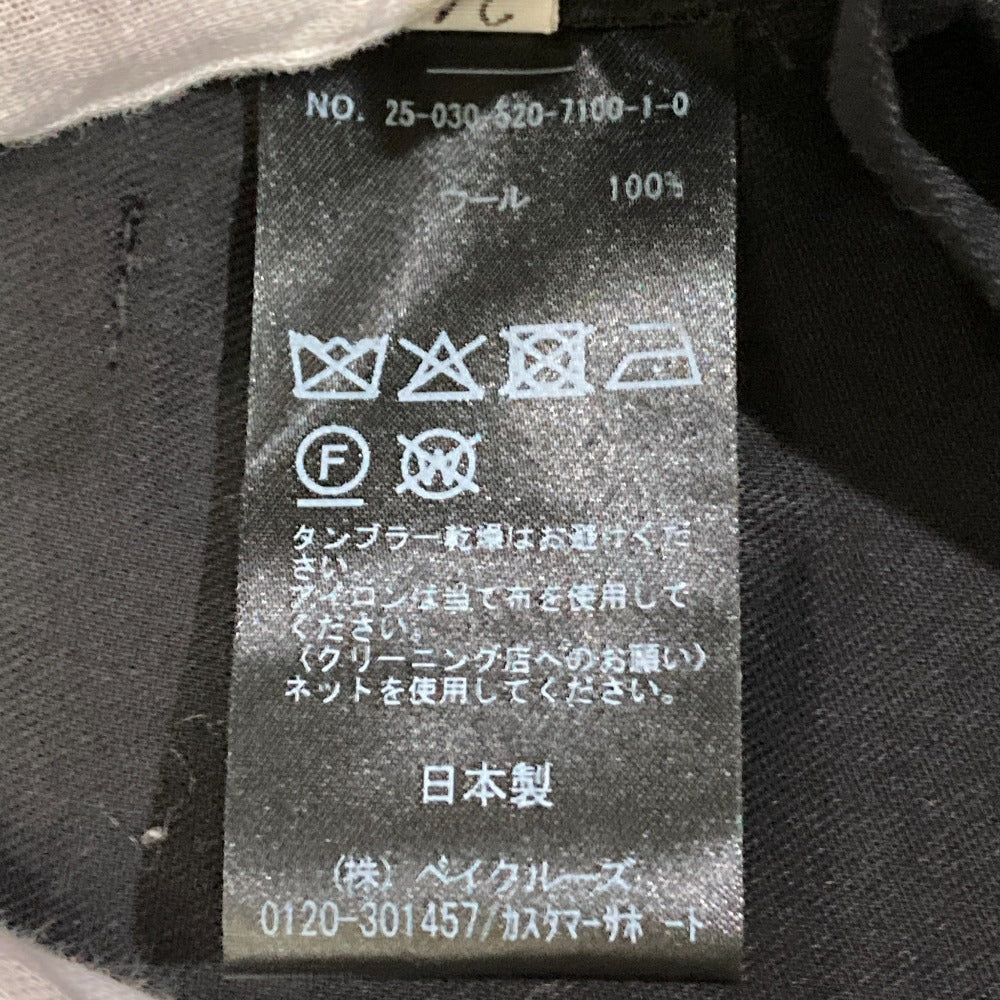 NO. 25-030-520-7100-1-0
ウール 100%
F
W
タンブラー乾燥はお避けくだ
さい。
アイロンは当て布を使用して
ください。
〈クリーニング店へのお願い〉
ネットを使用してください。
日本製
(株) ベイクルーズ
0120-301457/カスタマーサポート